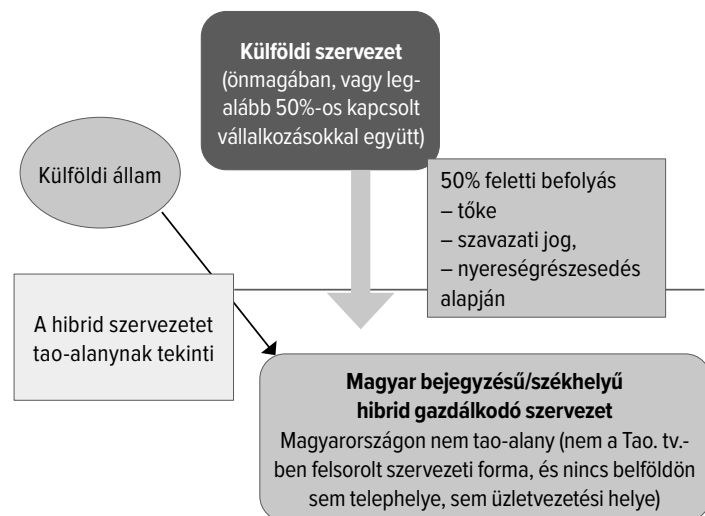 Külföldi szervezet
(önmagában, vagy leg-
alább 50%-os kapcsolt
vállalkozásokkal együtt)
Külföldi állam
50% feletti befolyás
– tőke
– szavazati jog,
– nyereségrészesedés
alapján
A hibrid szervezetet
tao-alanynak tekinti
Magyar bejegyzésű/székhelyű
hibrid gazdálkodó szervezet
Magyarországon nem tao-alany (nem a Tao. tv.-
ben felsorolt szervezeti forma, és nincs belföldön
sem telephelye, sem üzletvezetési helye)